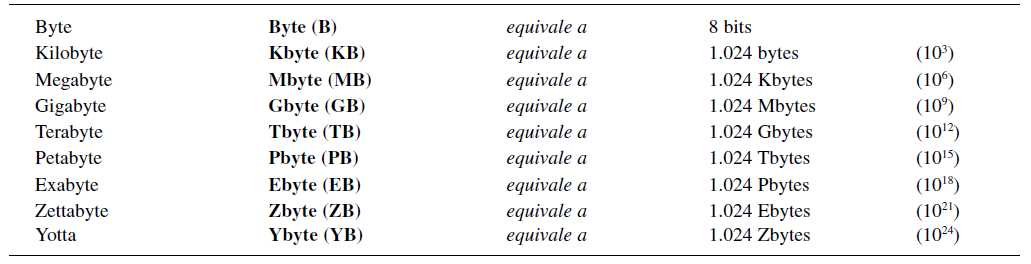 Byte Byte (B) equivale a 8 bits
Kilobyte Kbyte (KB) equivale a 1.024 bytes (10³)
Megabyte Mbyte (MB) equivale a 1.024 Kbytes (10⁶)
Gigabyte Gbyte (GB) equivale a 1.024 Mbytes (10⁹)
Terabyte Tbyte (TB) equivale a 1.024 Gbytes (10¹²)
Petabyte Pbyte (PB) equivale a 1.024 Tbytes (10¹⁵)
Exabyte Ebyte (EB) equivale a 1.024 Pbytes (10¹⁸)
Zettabyte Zbyte (ZB) equivale a 1.024 Ebytes (10²¹)
Yotta Ybyte (YB) equivale a 1.024 Zbytes (10²⁴)